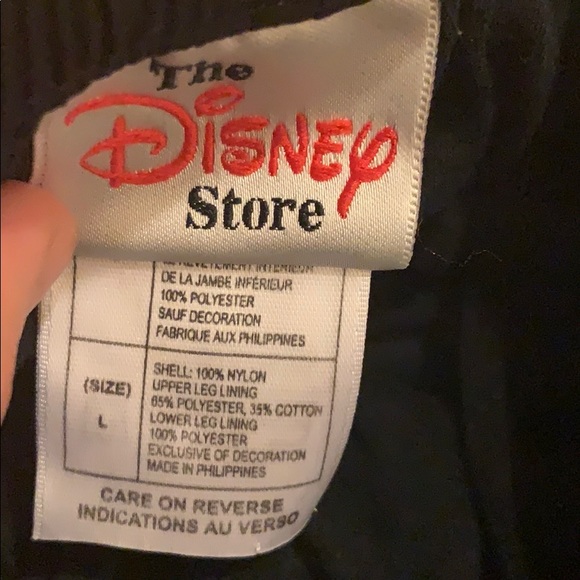 The
Disney
Store
REVÊTEMENT INTERIEUR
DE LA JAMBE INFÉRIEUR
100% POLYESTER
SAUF DECORATION
FABRIQUE AUX PHILIPPINES
(SIZE)
L
SHELL: 100% NYLON
UPPER LEG LINING
65% POLYESTER, 35% COTTON
LOWER LEG LINING
100% POLYESTER
EXCLUSIVE OF DECORATION
MADE IN PHILIPPINES
CARE ON REVERSE
INDICATIONS AU VERSO